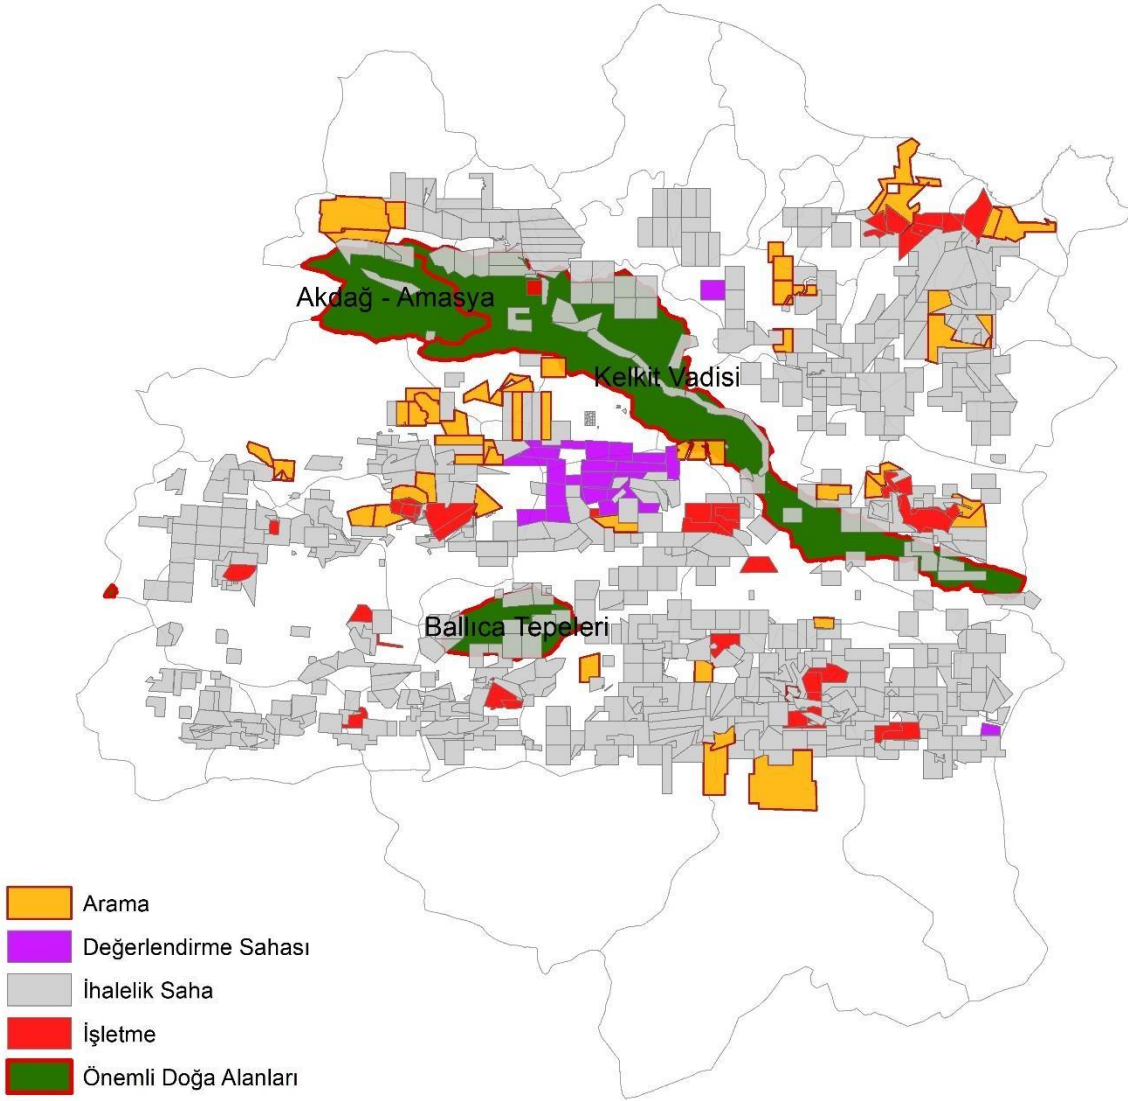 Akdağ - Amasya
Kelkit Vadisi
Ballıca Tepeleri
Arama
Değerlendirme Sahası
İhalelik Saha
İşletme
Önemli Doğa Alanları